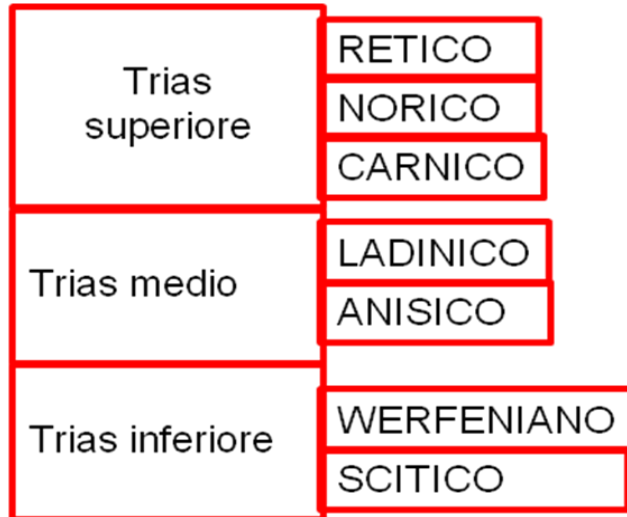 Trias
superiore
RETICO
NORICO
CARNICO
Trias medio
LADINICO
ANISICO
Trias inferiore
WERFENIANO
SCITICO